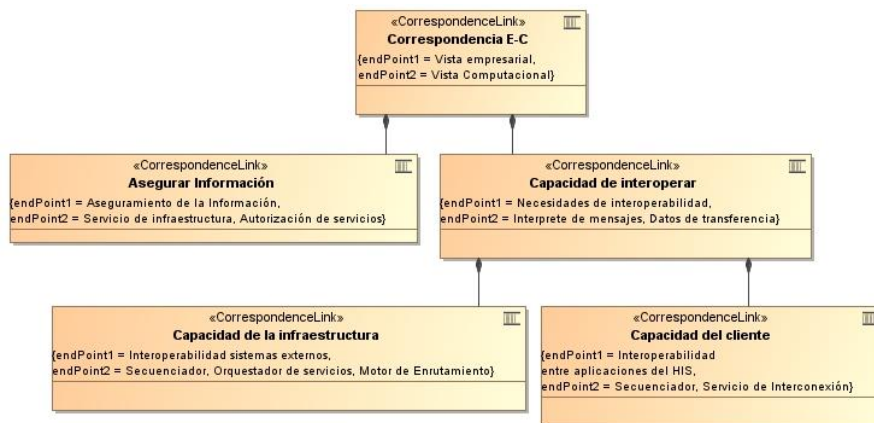 «CorrespondenceLink»
Correspondencia E-C
{endPoint1 = Vista empresarial,
endPoint2 = Vista Computacional}
«CorrespondenceLink»
Asegurar Información
{endPoint1 = Aseguramiento de la Información,
endPoint2 = Servicio de infraestructura, Autorización de servicios}
«CorrespondenceLink»
Capacidad de interoperar
{endPoint1 = Necesidades de interoperabilidad,
endPoint2 = Interprete de mensajes, Datos de transferencia}
«CorrespondenceLink»
Capacidad de la infraestructura
{endPoint1 = Interoperabilidad sistemas externos,
endPoint2 = Secuenciador, Orquestador de servicios, Motor de Enrutamiento}
«CorrespondenceLink»
Capacidad del cliente
{endPoint1 = Interoperabilidad
entre aplicaciones del HIS,
endPoint2 = Secuenciador, Servicio de Interconexión}